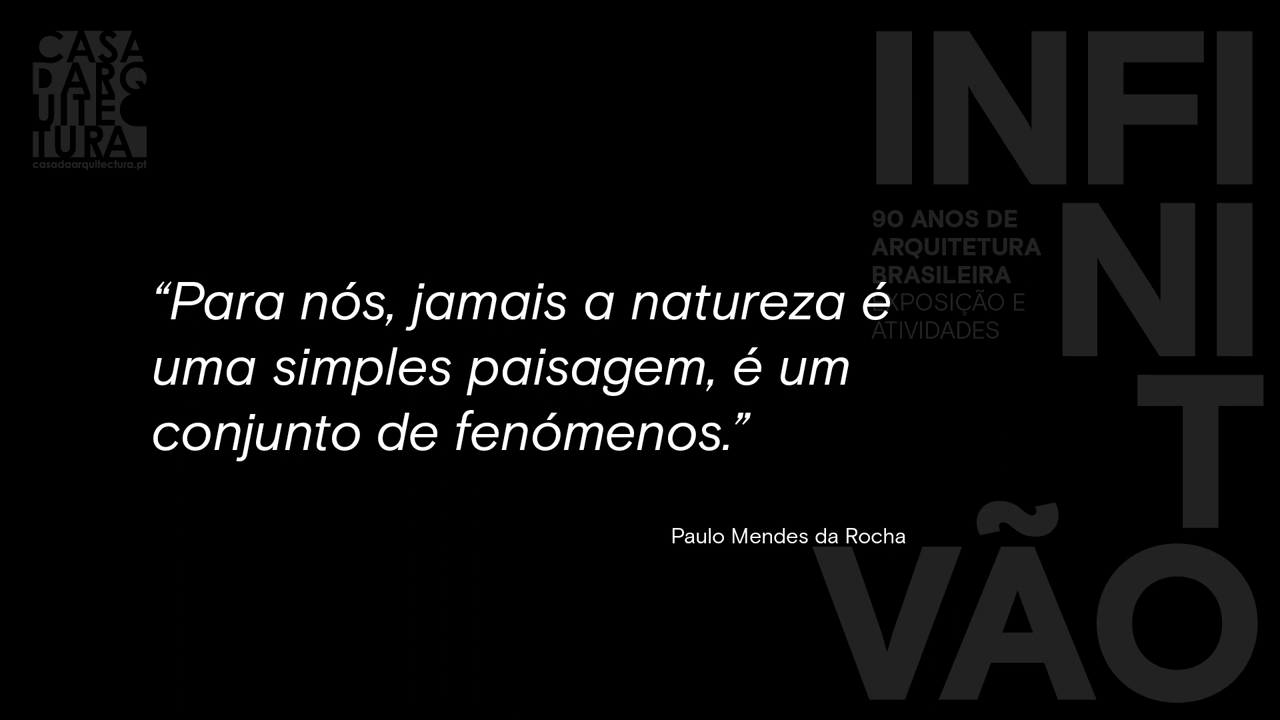 CASA
DARQ
UITEC
TURA
casadaarquitectura.pt
INFI
NI
T
VÃO
90 ANOS DE
ARQUITETURA
BRASILEIRA
EXPOSIÇÃO E
ATIVIDADES
“Para nós, jamais a natureza é
uma simples paisagem, é um
conjunto de fenómenos.”
Paulo Mendes da Rocha